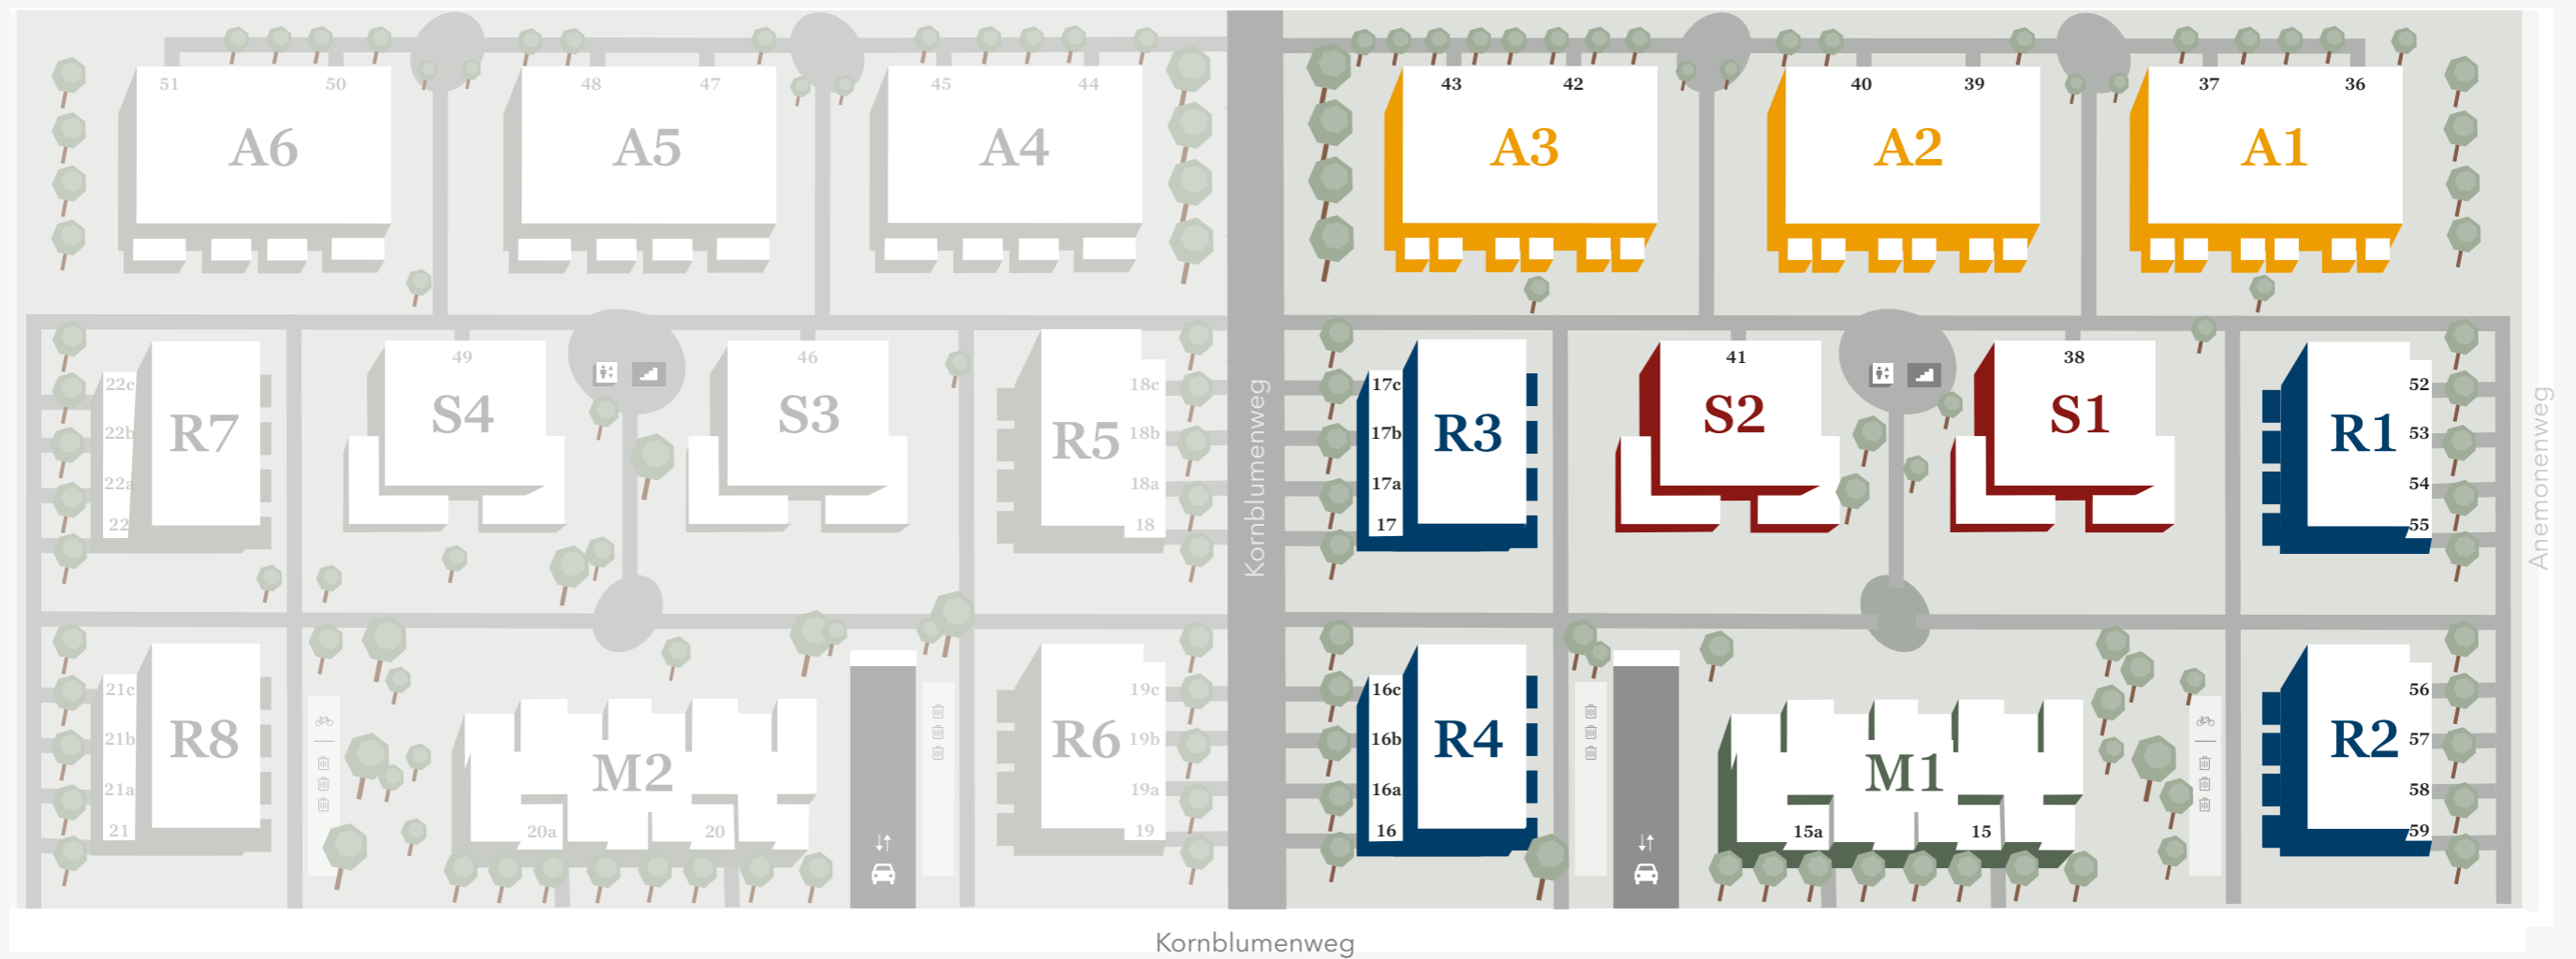 51 50
A6
48 47
A5
45 44
A4
43 42
A3
40 39
A2
37 36
A1
22c
22b
22a
22
R7
49
S4
46
S3
R5
18c
18b
18a
18
Kornblumenweg
17c
17b
17a
17
R3
41
S2
38
S1
R1
52
53
54
55
Anemonenweg
21c
21b
21a
21
R8
M2
20a 20
R6
19c
19b
19a
19
16c
16b
16a
16
R4
M1
15a 15
R2
56
57
58
59
Kornblumenweg